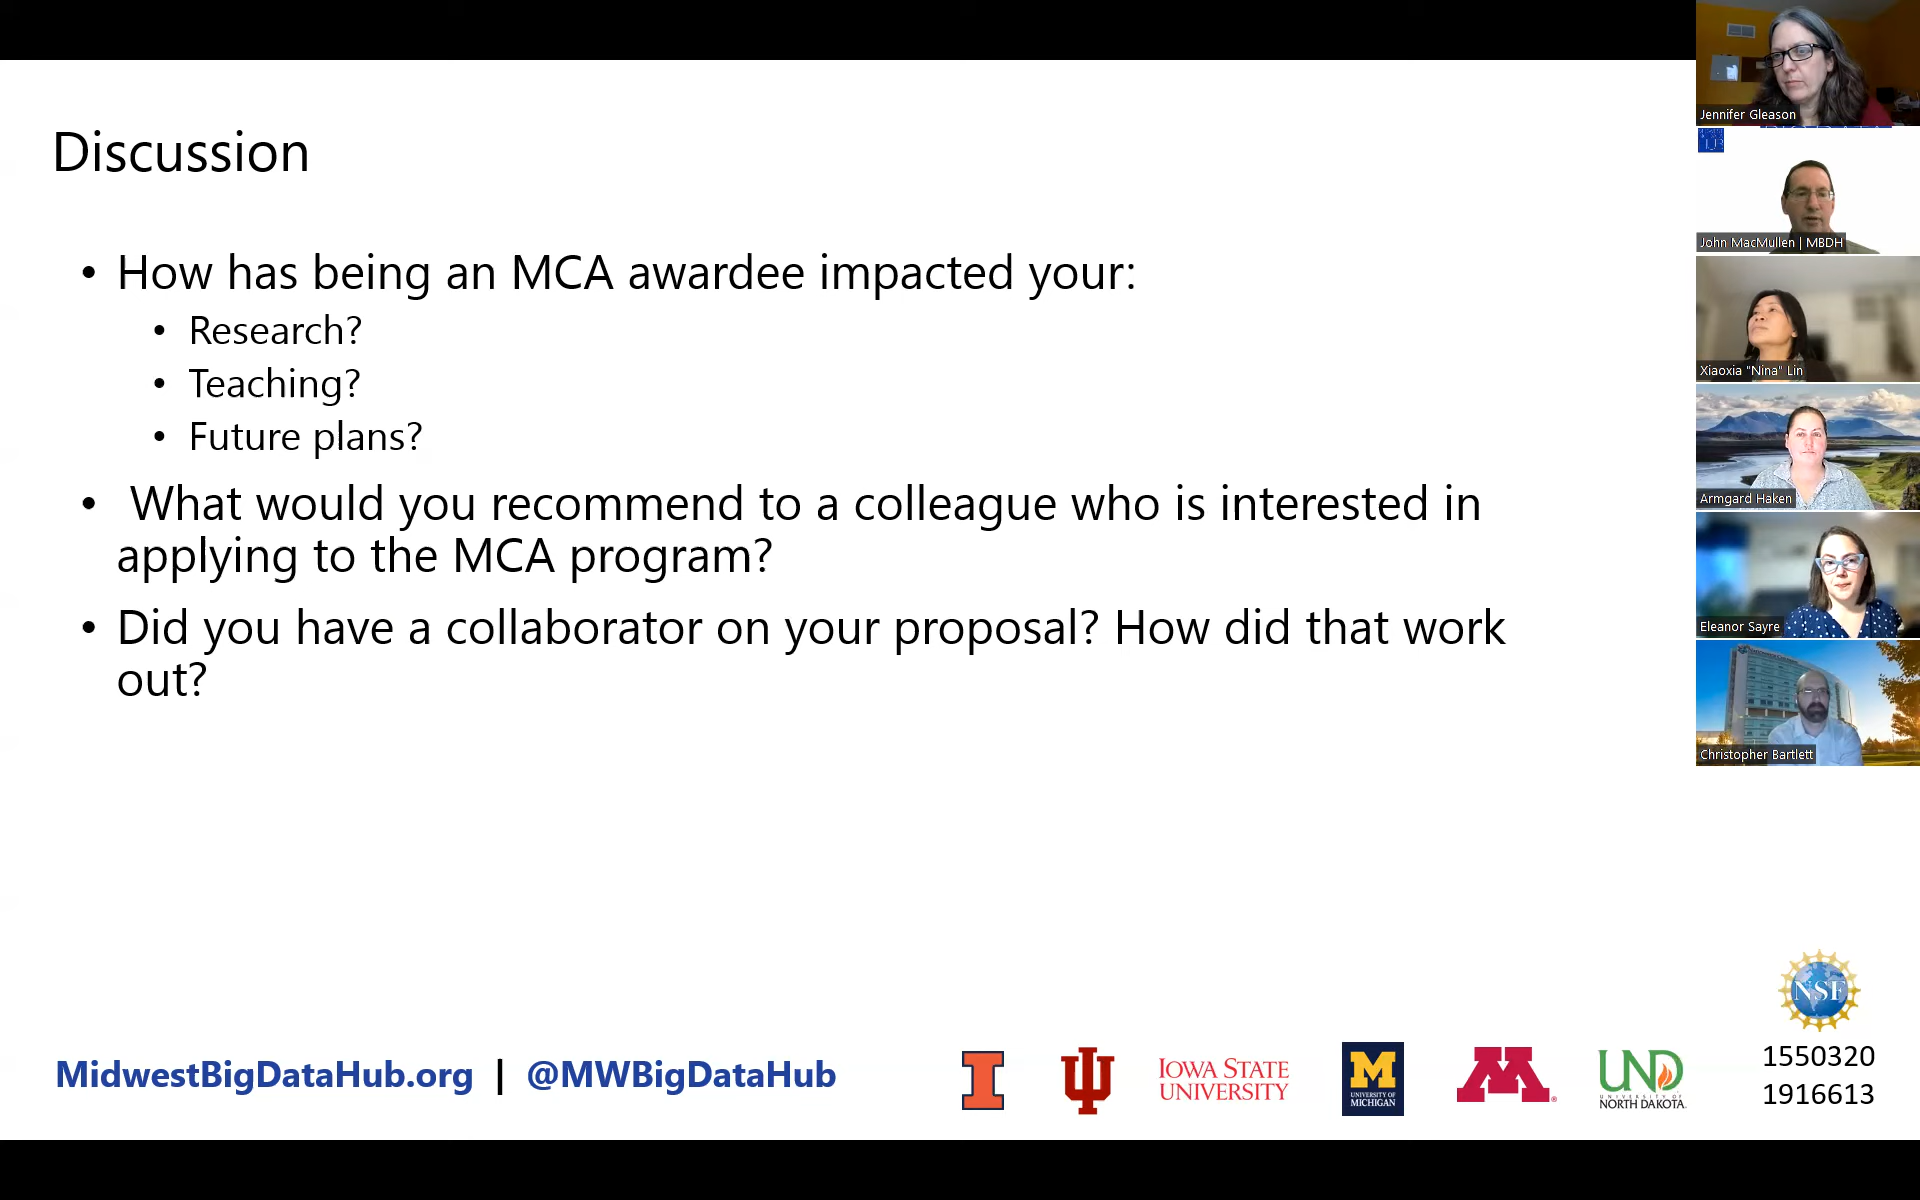 Discussion
• How has being an MCA awardee impacted your:
• Research?
• Teaching?
• Future plans?
• What would you recommend to a colleague who is interested in
applying to the MCA program?
• Did you have a collaborator on your proposal? How did that work
out?
MidwestBigDataHub.org | @MWBigDataHub
I
IOWA STATE
UNIVERSITY
M
UNIVERSITY OF
MICHIGAN
M
UND
UNIVERSITY OF
NORTH DAKOTA
NSF
1550320
1916613
Jennifer Gleason
John MacMullen | MBDH
Xiaoxia "Nina" Lin
Armgard Haken
Eleanor Sayre
Christopher Bartlett